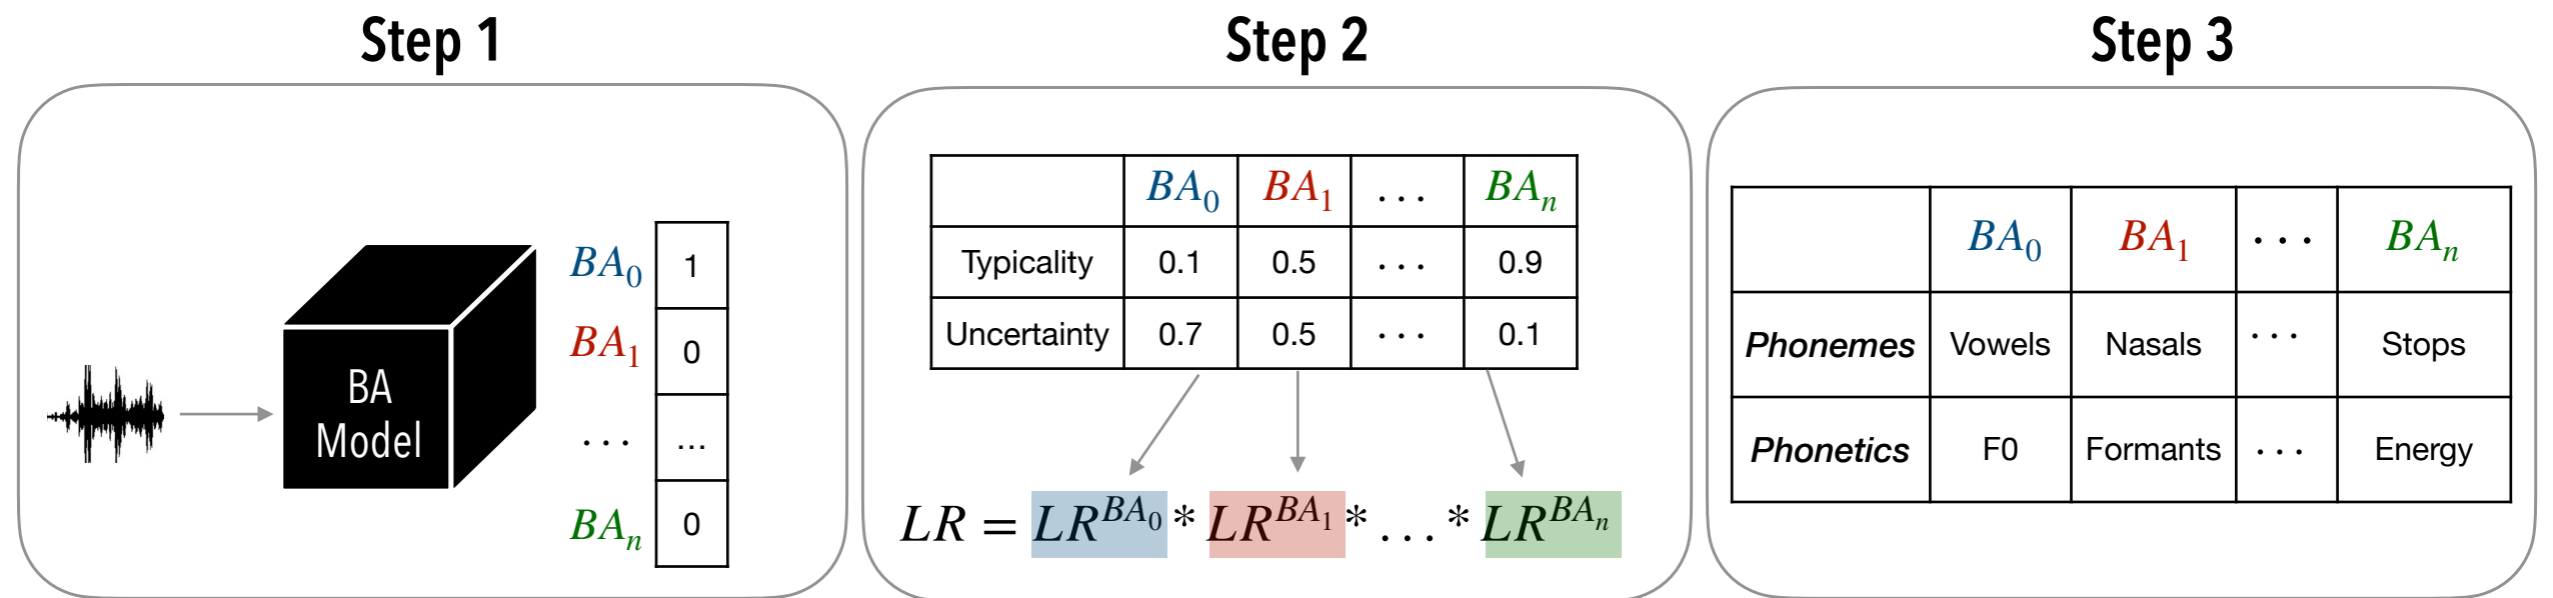 Step 1
BA
Model
BA₀ 1
BA₁ 0
... ...
BAₙ 0
Step 2
BA₀ BA₁ ... BAₙ
Typicality 0.1 0.5 ... 0.9
Uncertainty 0.7 0.5 ... 0.1
LR = LR^{BA₀} * LR^{BA₁} * ... * LR^{BAₙ}
Step 3
BA₀ BA₁ ... BAₙ
Phonemes Vowels Nasals ... Stops
Phonetics F0 Formants ... Energy